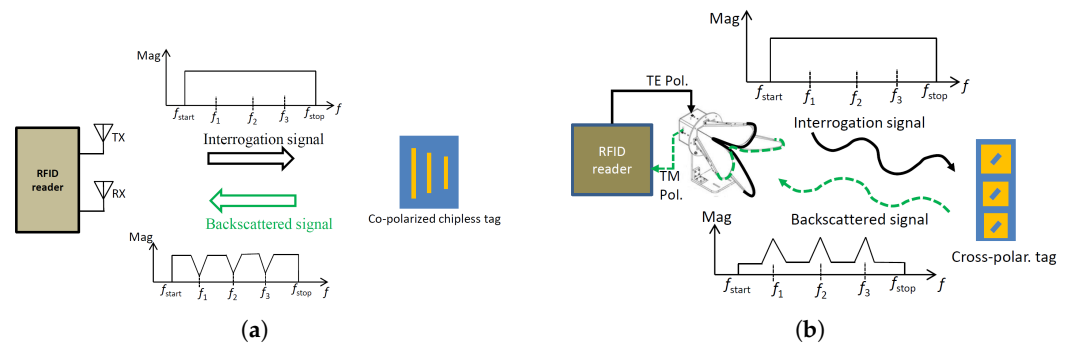 Mag
f_start f_1 f_2 f_3 f_stop f
TX
Interrogation signal
RFID
reader
RX
Backscattered signal
Co-polarized chipless tag
Mag
f_start f_1 f_2 f_3 f_stop f
(a)
Mag
TE Pol.
f_start f_1 f_2 f_3 f_stop f
Interrogation signal
RFID
reader
TM
Pol.
Backscattered signal
Mag
Cross-polar. tag
f_start f_1 f_2 f_3 f_stop f
(b)